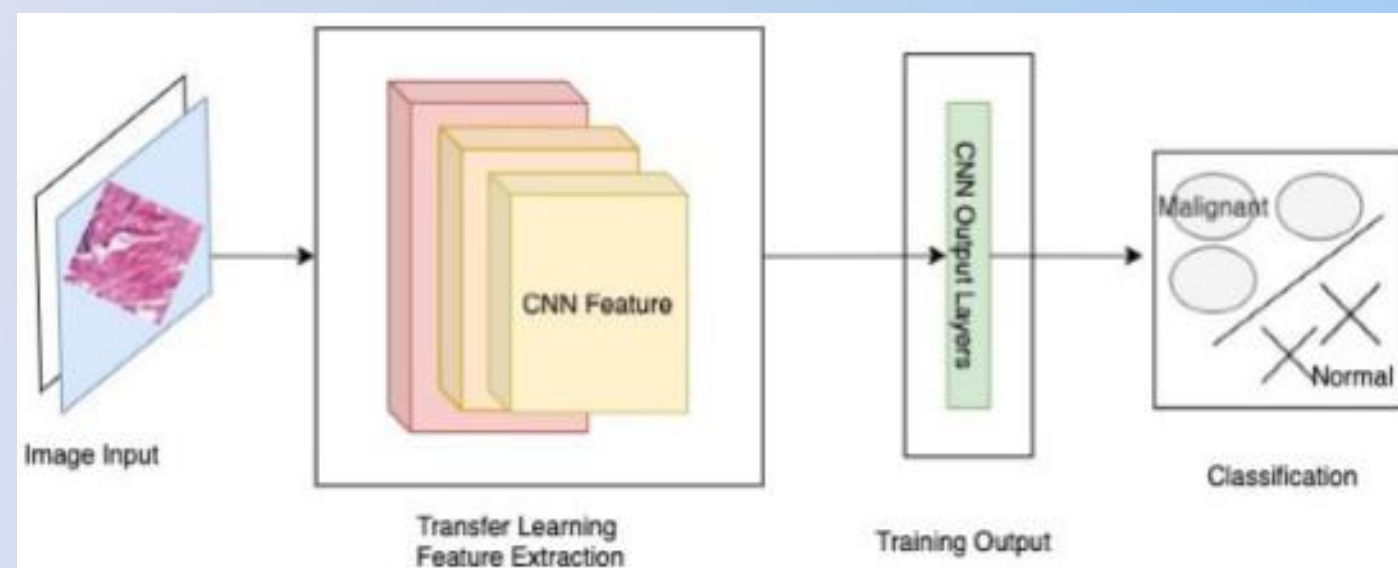 Image Input
CNN Feature
Transfer Learning
Feature Extraction
CNN Output Layers
Training Output
Malignant
Normal
Classification